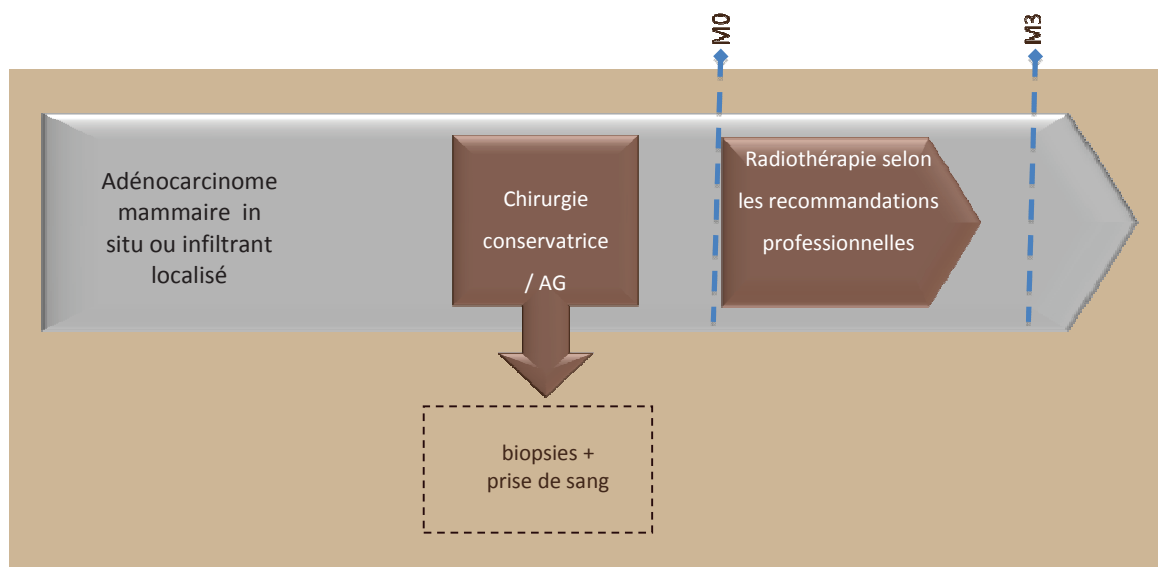 M0
M3
Adénocarcinome
mammaire in
situ ou infiltrant
localisé
Chirurgie
conservatrice
/ AG
Radiothérapie selon
les recommandations
professionnelles
biopsies +
prise de sang